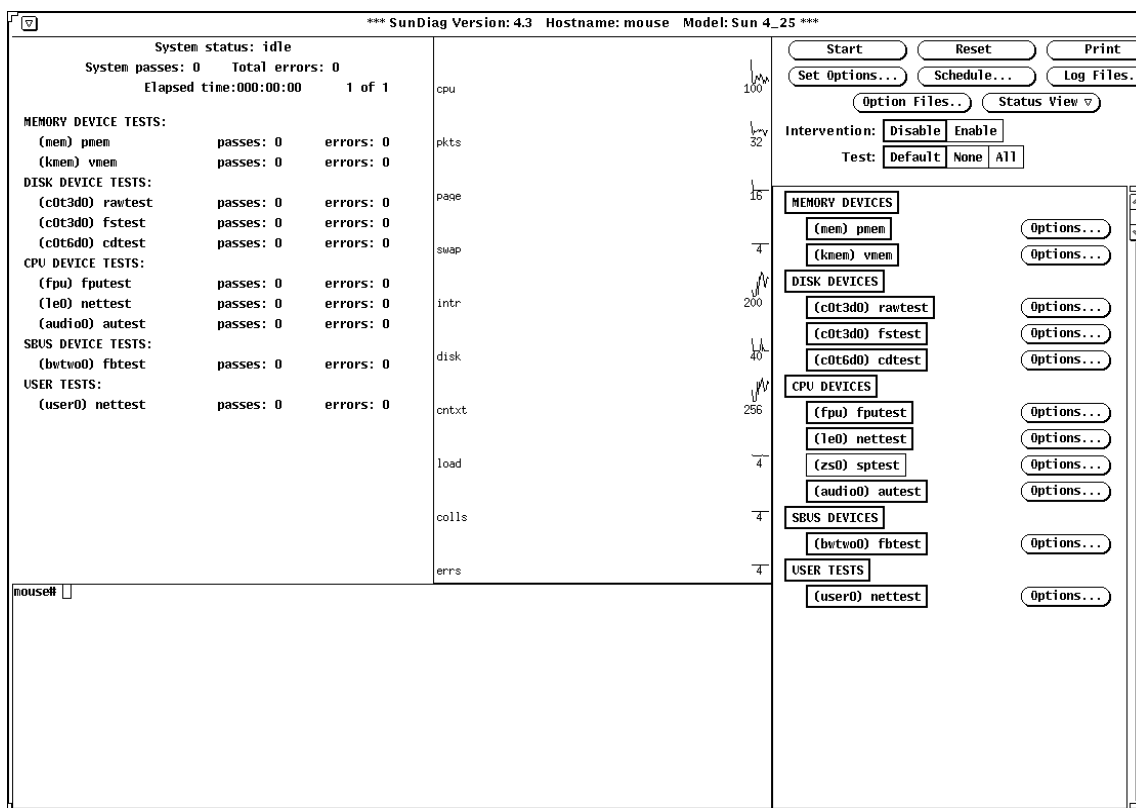 *** SunDiag Version: 4.3 Hostname: mouse Model: Sun 4_25 ***
System status: idle
System passes: 0 Total errors: 0
Elapsed time:000:00:00 1 of 1
MEMORY DEVICE TESTS:
(mem) pmem passes: 0 errors: 0
(kmem) vmem passes: 0 errors: 0
DISK DEVICE TESTS:
(c0t3d0) rawtest passes: 0 errors: 0
(c0t3d0) fstest passes: 0 errors: 0
(c0t6d0) cdtest passes: 0 errors: 0
CPU DEVICE TESTS:
(fpu) fputest passes: 0 errors: 0
(le0) nettest passes: 0 errors: 0
(audio0) autest passes: 0 errors: 0
SBUS DEVICE TESTS:
(bwtwo0) fbtest passes: 0 errors: 0
USER TESTS:
(user0) nettest passes: 0 errors: 0
cpu 100
pkts 32
page 16
swap 4
intr 200
disk 40
cntxt 256
load 4
colls 4
errs 4
Start Reset Print
Set Options... Schedule... Log Files.
Option Files.. Status View
Intervention: Disable Enable
Test: Default None All
MEMORY DEVICES
(mem) pmem Options...
(kmem) vmem Options...
DISK DEVICES
(c0t3d0) rawtest Options...
(c0t3d0) fstest Options...
(c0t6d0) cdtest Options...
CPU DEVICES
(fpu) fputest Options...
(le0) nettest Options...
(zs0) sptest Options...
(audio0) autest Options...
SBUS DEVICES
(bwtwo0) fbtest Options...
USER TESTS
(user0) nettest Options...
mouse#